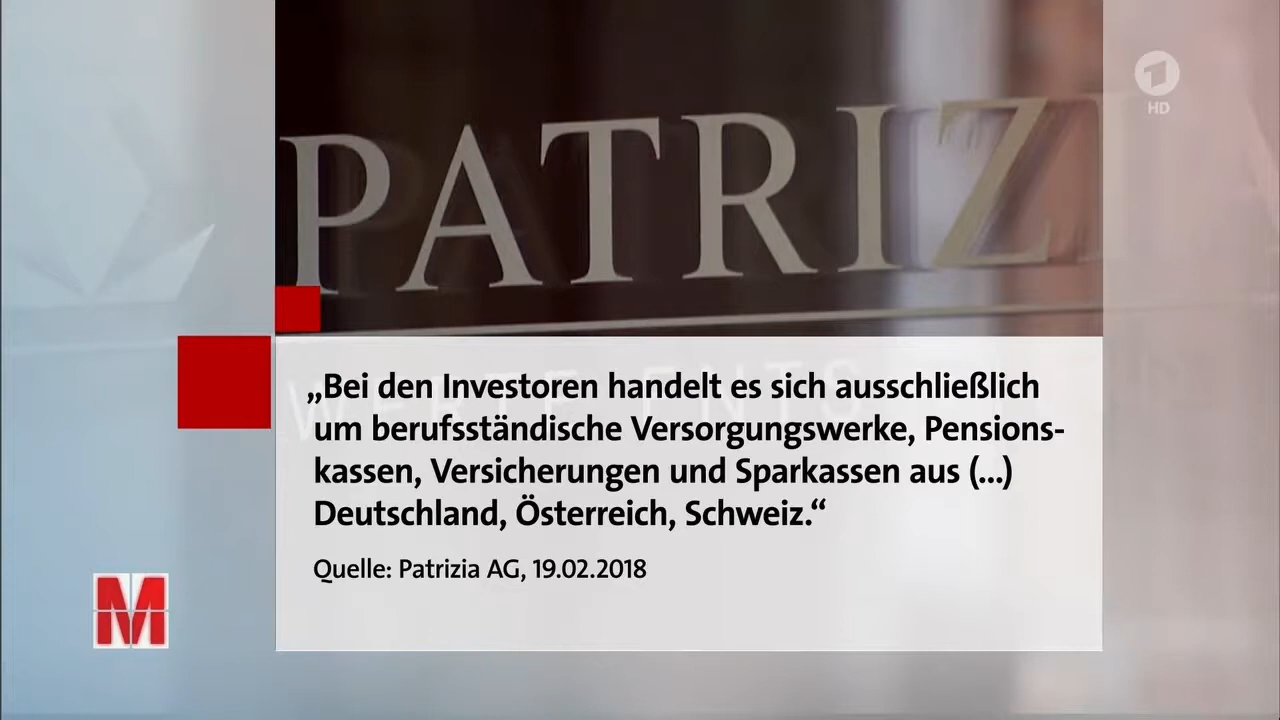 PATRIZI
HD
„Bei den Investoren handelt es sich ausschließlich
um berufsständische Versorgungswerke, Pensions-
kassen, Versicherungen und Sparkassen aus (...)
Deutschland, Österreich, Schweiz.“
Quelle: Patrizia AG, 19.02.2018
M